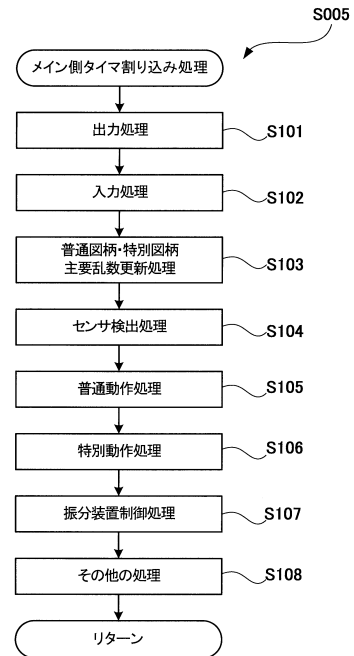 S005
メイン側タイマ割り込み処理
出力処理
S101
入力処理
S102
普通図柄・特別図柄
主要乱数更新処理
S103
センサ検出処理
S104
普通動作処理
S105
特別動作処理
S106
振分装置制御処理
S107
その他の処理
S108
リターン